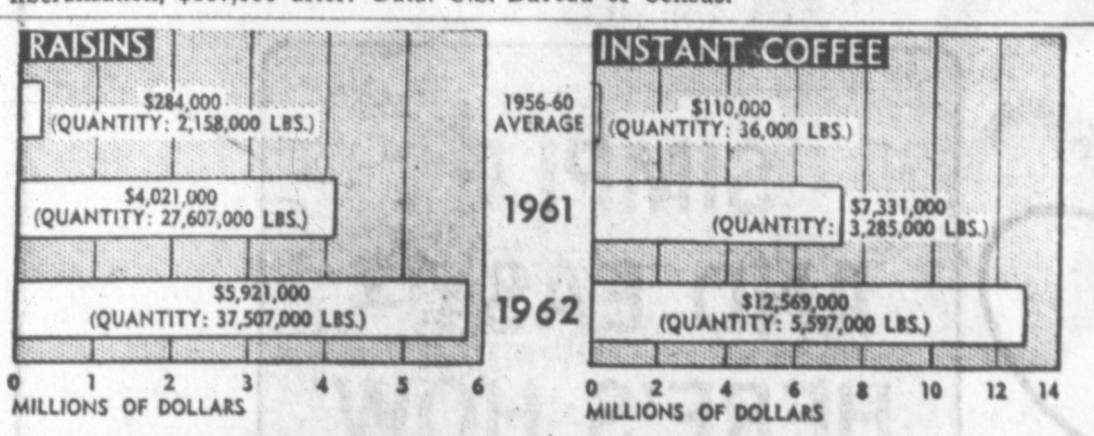 RAISINS
$284,000
(QUANTITY: 2,158,000 LBS.)
$4,021,000
(QUANTITY: 27,607,000 LBS.)
$5,921,000
(QUANTITY: 37,507,000 LBS.)
0 1 2 3 4 5 6
MILLIONS OF DOLLARS
1956-60
AVERAGE
1961
1962
INSTANT COFFEE
$110,000
(QUANTITY: 36,000 LBS.)
$7,331,000
(QUANTITY: 3,285,000 LBS.)
$12,569,000
(QUANTITY: 5,597,000 LBS.)
0 2 4 6 8 10 12 14
MILLIONS OF DOLLARS